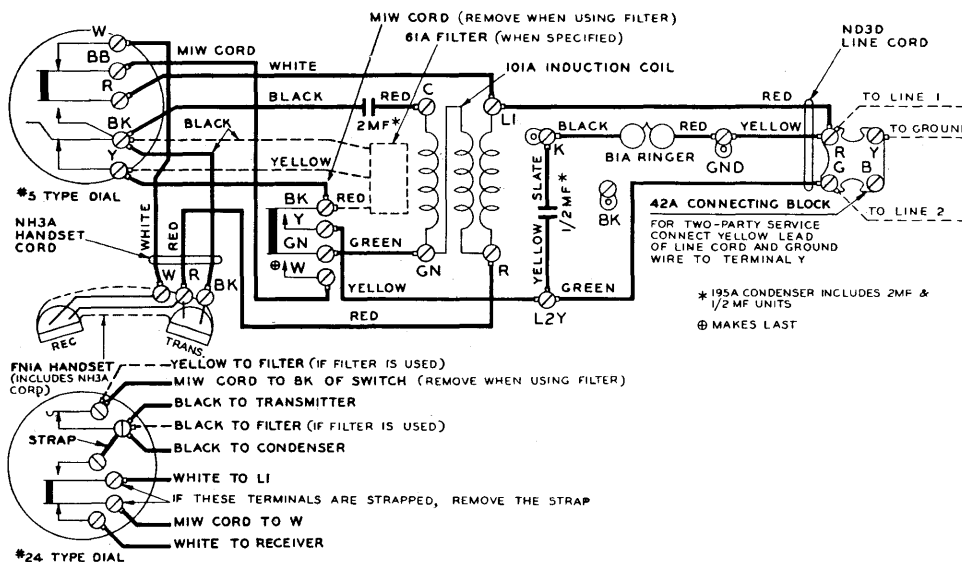 W
BB
R
BK
Y
#5 TYPE DIAL
MIW CORD
WHITE
BLACK
RED
2MF*
BLACK
YELLOW
MIW CORD (REMOVE WHEN USING FILTER)
61A FILTER (WHEN SPECIFIED)
101A INDUCTION COIL
C
L1
GN
R
BK
Y
GN
⊕ W
RED
GREEN
YELLOW
RED
NH3A
HANDSET
CORD
WHITE
RED
W
R
BK
REC
TRANS.
FN1A HANDSET
(INCLUDES NH3A
CORD)
ND3D
LINE CORD
RED
K
BLACK
RED
YELLOW
B1A RINGER
GND
SLATE
1/2 MF*
YELLOW
BK
L2Y
GREEN
R
Y
G
B
TO LINE 1
TO GROUND
TO LINE 2
42A CONNECTING BLOCK
FOR TWO-PARTY SERVICE
CONNECT YELLOW LEAD
OF LINE CORD AND GROUND
WIRE TO TERMINAL Y
* 195A CONDENSER INCLUDES 2MF &
1/2 MF UNITS
⊕ MAKES LAST
YELLOW TO FILTER (IF FILTER IS USED)
MIW CORD TO BK OF SWITCH (REMOVE WHEN USING FILTER)
BLACK TO TRANSMITTER
BLACK TO FILTER (IF FILTER IS USED)
BLACK TO CONDENSER
STRAP
WHITE TO L1
IF THESE TERMINALS ARE STRAPPED, REMOVE THE STRAP
MIW CORD TO W
WHITE TO RECEIVER
#24 TYPE DIAL